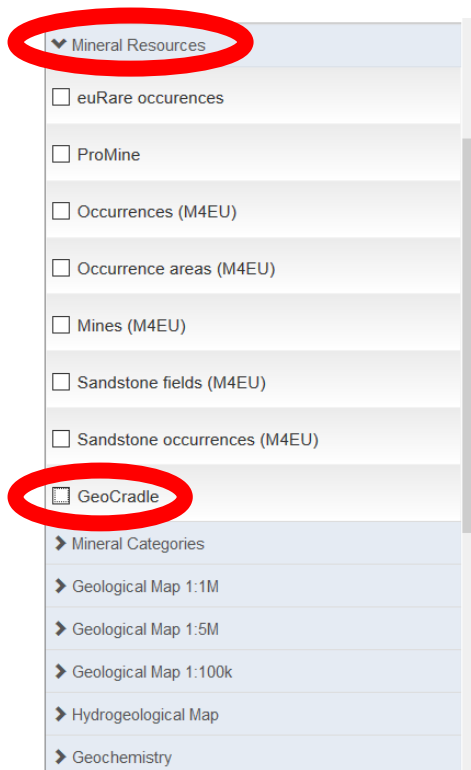 Mineral Resources
euRare occurences
ProMine
Occurrences (M4EU)
Occurrence areas (M4EU)
Mines (M4EU)
Sandstone fields (M4EU)
Sandstone occurrences (M4EU)
GeoCradle
Mineral Categories
Geological Map 1:1M
Geological Map 1:5M
Geological Map 1:100k
Hydrogeological Map
Geochemistry